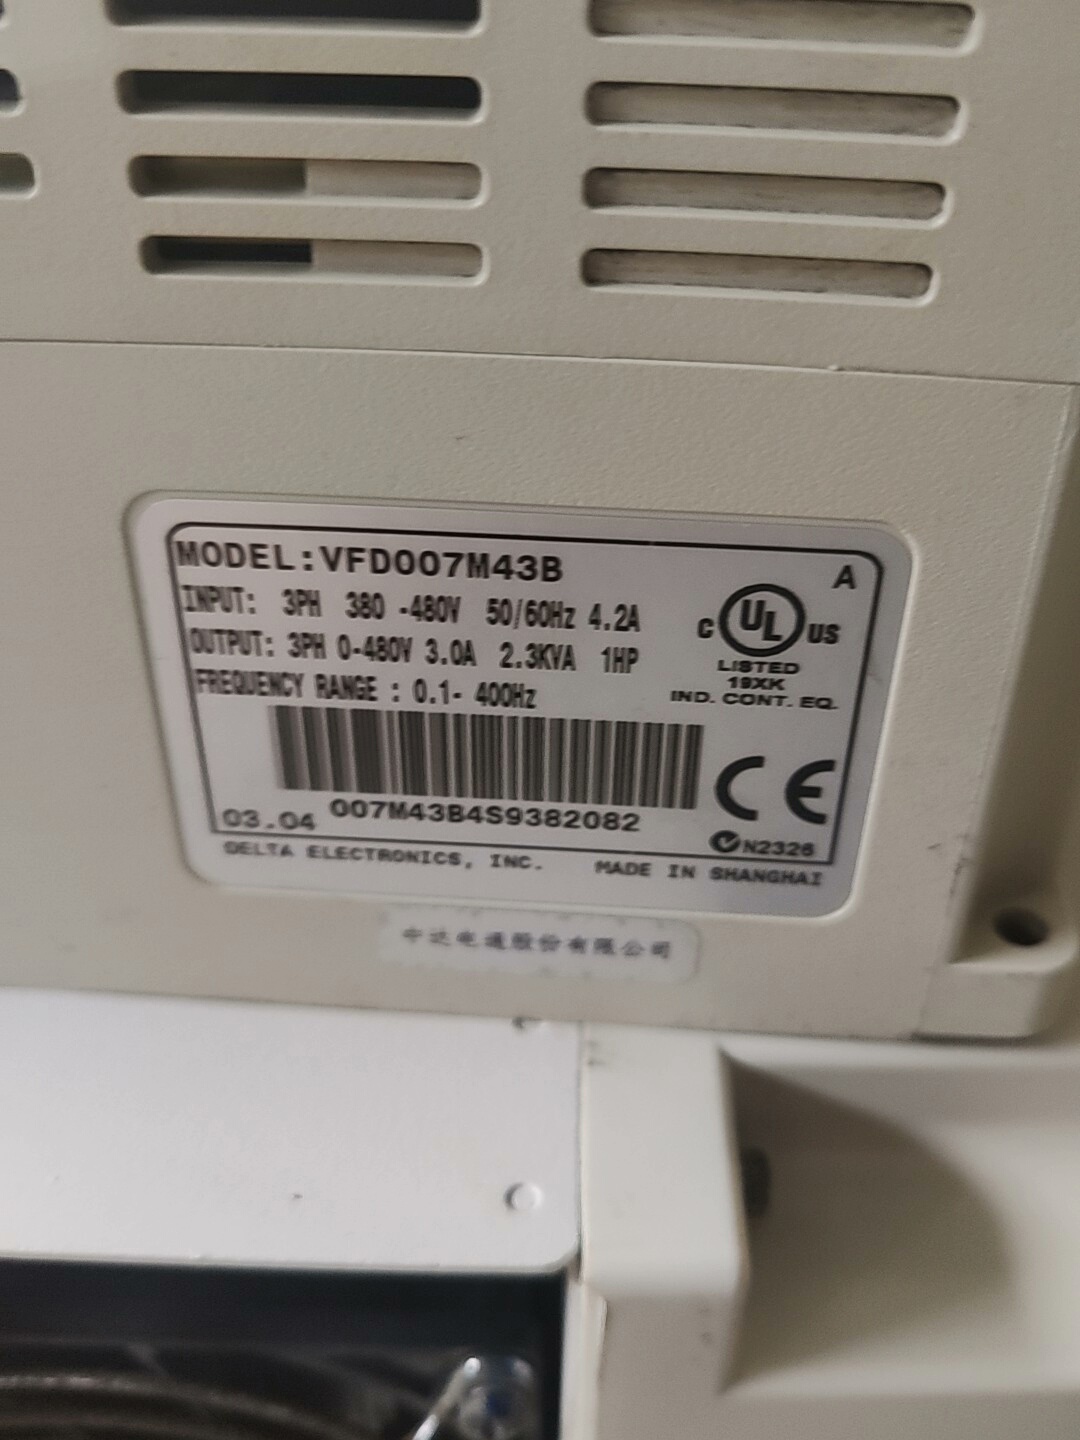 MODEL:VFD007M43B
A
INPUT: 3PH 380 -480V 50/60Hz 4.2A
OUTPUT: 3PH 0-480V 3.0A 2.3KVA 1HP
FREQUENCY RANGE : 0.1- 400Hz
C UL US
LISTED
19XK
IND. CONT. EQ.
CE
03.04 007M43B4S9382082
N2326
DELTA ELECTRONICS, INC. MADE IN SHANGHAI
中达电通股份有限公司